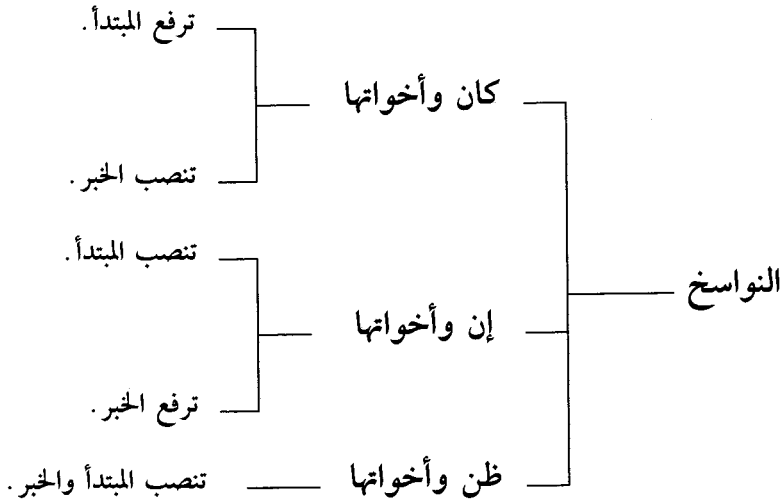 النواسخ
كان وأخواتها
ترفع المبتدأ.
تنصب الخبر.
إن وأخواتها
تنصب المبتدأ.
ترفع الخبر.
ظن وأخواتها
تنصب المبتدأ والخبر.